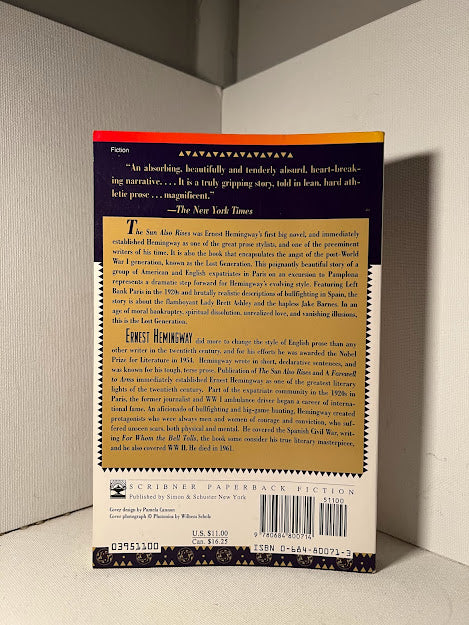 Fiction
"An absorbing, beautifully and tenderly absurd, heart-break-
ing narrative. . . . It is a truly gripping story, told in lean, hard ath-
letic prose . . . magnificent."
—The New York Times
The Sun Also Rises was Ernest Hemingway's first big novel, and immediately
established Hemingway as one of the great prose stylists, and one of the preeminent
writers of his time. It is also the book that encapsulates the angst of the post-World
War I generation, known as the Lost Generation. This poignantly beautiful story of a
group of American and English expatriates in Paris on an excursion to Pamplona
represents a dramatic step forward for Hemingway's evolving style. Featuring Left
Bank Paris in the 1920s and brutally realistic descriptions of bullfighting in Spain, the
story is about the flamboyant Lady Brett Ashley and the hapless Jake Barnes. In an
age of moral bankruptcy, spiritual dissolution, unrealized love, and vanishing illusions,
this is the Lost Generation.
ERNEST HEMINGWAY did more to change the style of English prose than any
other writer in the twentieth century, and for his efforts he was awarded the Nobel
Prize for Literature in 1954. Hemingway wrote in short, declarative sentences, and
was known for his tough, terse prose. Publication of The Sun Also Rises and A Farewell
to Arms immediately established Ernest Hemingway as one of the greatest literary
lights of the twentieth century. Part of the expatriate community in the 1920s in
Paris, the former journalist and WW I ambulance driver began a career of interna-
tional fame. An aficionado of bullfighting and big-game hunting, Hemingway created
protagonists who were always men and women of courage and conviction, who suf-
fered unseen scars, both physical and mental. He covered the Spanish Civil War, writ-
ing For Whom the Bell Tolls, the book some consider his true literary masterpiece,
and he also covered WW II. He died in 1961.
SCRIBNER PAPERBACK FICTION
Published by Simon & Schuster New York
Cover design by Pamela Cannon
Cover photograph © Photonica by Wilhem Scholz
51100
U.S. $11.00
Can. $16.25
9 780684 800714
03951100
ISBN 0-684-80071-3